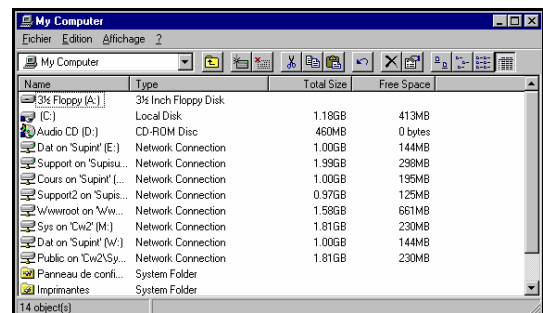 My Computer
Fichier Edition Affichage ?
My Computer
Name Type Total Size Free Space
3½ Floppy (A:) 3½ Inch Floppy Disk
(C:) Local Disk 1.18GB 413MB
Audio CD (D:) CD-ROM Disc 460MB 0 bytes
Dat on 'Supint' (E:) Network Connection 1.00GB 144MB
Support on 'Supisu... Network Connection 1.99GB 298MB
Cours on 'Supint' (... Network Connection 1.00GB 195MB
Support2 on 'Supis... Network Connection 0.97GB 125MB
Wwwroot on 'Ww... Network Connection 1.58GB 661MB
Sys on 'Cw2' (M:) Network Connection 1.81GB 230MB
Dat on 'Supint' (W:) Network Connection 1.00GB 144MB
Public on 'Cw2\Sy... Network Connection 1.81GB 230MB
Panneau de confi... System Folder
Imprimantes System Folder
14 object(s)